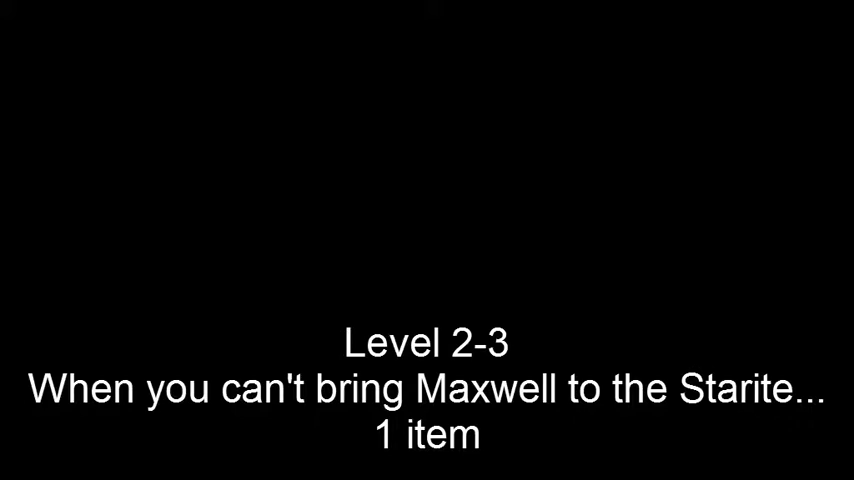 Level 2-3
When you can't bring Maxwell to the Starite...
1 item